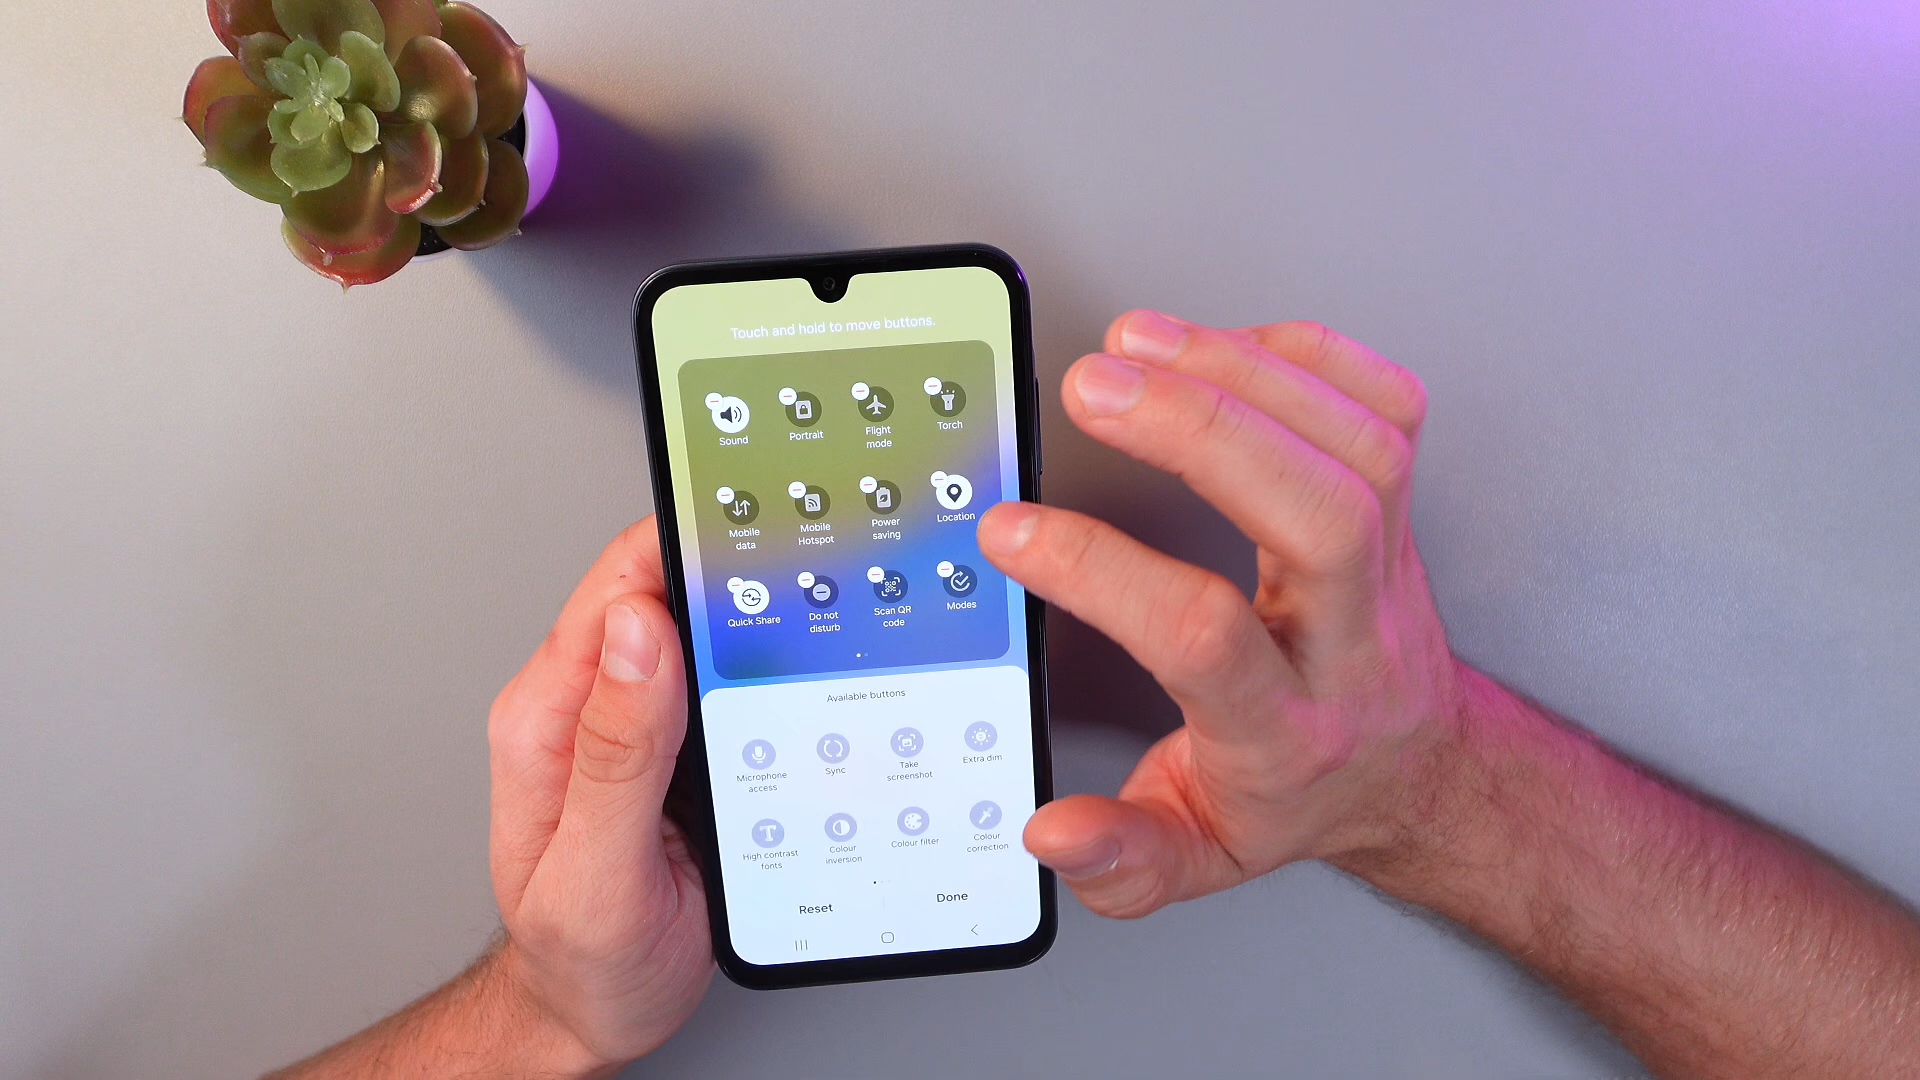 Touch and hold to move buttons.
Sound
Portrait
Flight
mode
Torch
Mobile
data
Mobile
Hotspot
Power
saving
Location
Quick Share
Do not
disturb
Scan QR
code
Modes
Available buttons
Microphone
access
Sync
Take
screenshot
Extra dim
High contrast
fonts
Colour
inversion
Colour filter
Colour
correction
Reset
Done